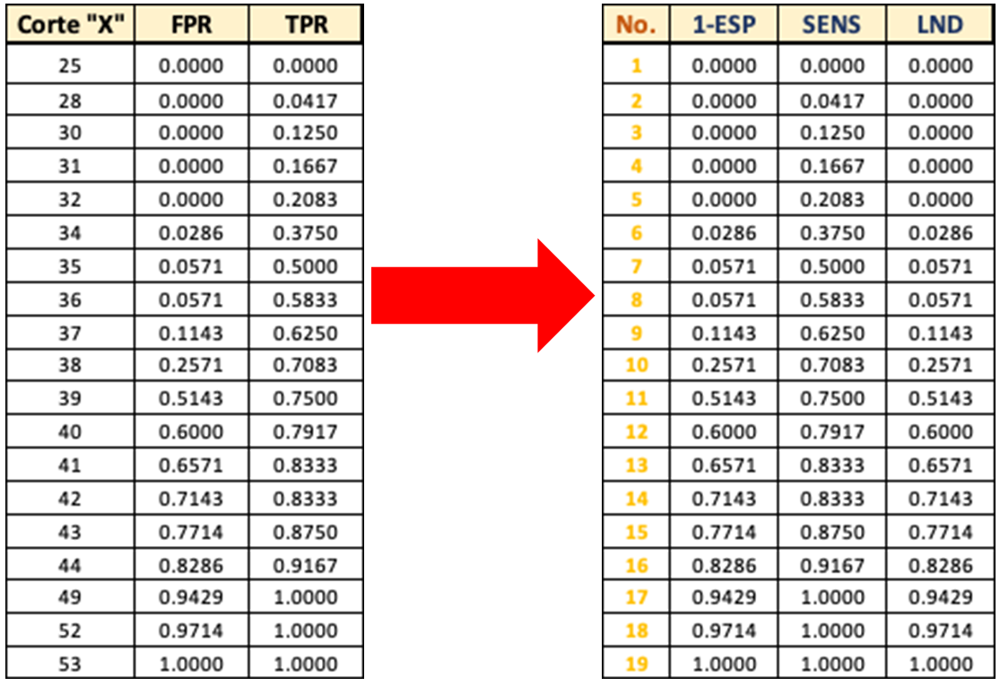 Corte "X" FPR TPR
25 0.0000 0.0000
28 0.0000 0.0417
30 0.0000 0.1250
31 0.0000 0.1667
32 0.0000 0.2083
34 0.0286 0.3750
35 0.0571 0.5000
36 0.0571 0.5833
37 0.1143 0.6250
38 0.2571 0.7083
39 0.5143 0.7500
40 0.6000 0.7917
41 0.6571 0.8333
42 0.7143 0.8333
43 0.7714 0.8750
44 0.8286 0.9167
49 0.9429 1.0000
52 0.9714 1.0000
53 1.0000 1.0000
No. 1-ESP SENS LND
1 0.0000 0.0000 0.0000
2 0.0000 0.0417 0.0000
3 0.0000 0.1250 0.0000
4 0.0000 0.1667 0.0000
5 0.0000 0.2083 0.0000
6 0.0286 0.3750 0.0286
7 0.0571 0.5000 0.0571
8 0.0571 0.5833 0.0571
9 0.1143 0.6250 0.1143
10 0.2571 0.7083 0.2571
11 0.5143 0.7500 0.5143
12 0.6000 0.7917 0.6000
13 0.6571 0.8333 0.6571
14 0.7143 0.8333 0.7143
15 0.7714 0.8750 0.7714
16 0.8286 0.9167 0.8286
17 0.9429 1.0000 0.9429
18 0.9714 1.0000 0.9714
19 1.0000 1.0000 1.0000